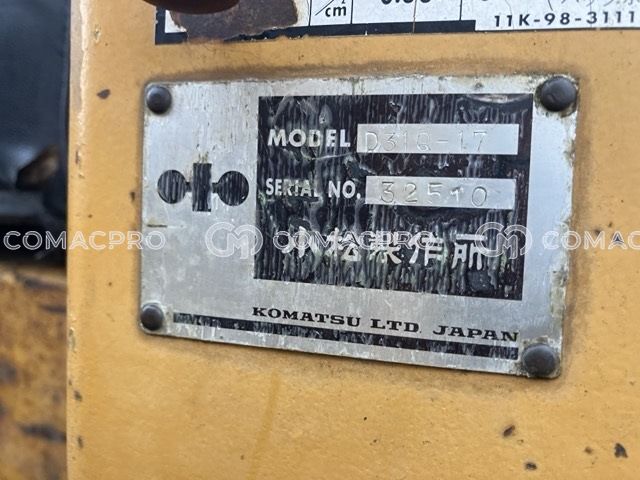 11K-98-3111
MODEL D31Q-17
SERIAL NO. 32510
小松製作所
KOMATSU LTD. JAPAN
COMACPRO COMACPRO COMACPRO